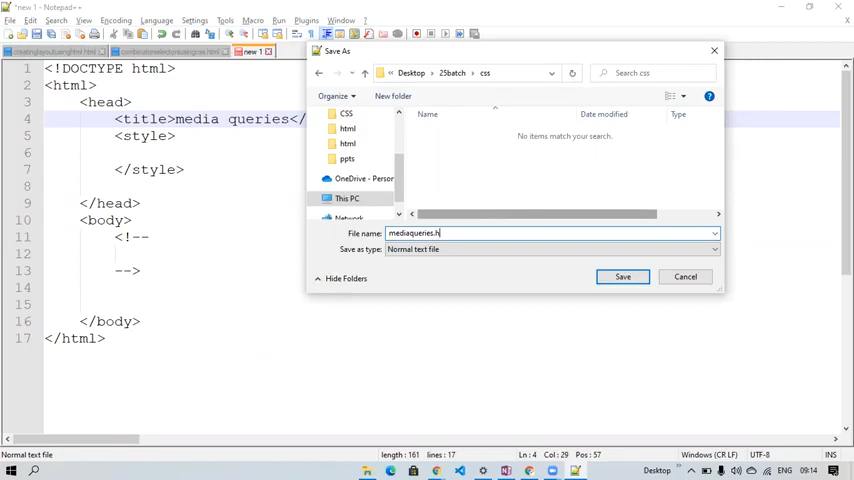 *new 1 - Notepad++
File Edit Search View Encoding Language Settings Tools Macro Run Plugins Window ?
creatinglayoutusinghtml.html
new 1
1 <!DOCTYPE html>
2 <html>
3 <head>
4 <title>media queries</
5 <style>
6
7 </style>
8
9 </head>
10 <body>
11 <!--
12
13 -->
14
15
16 </body>
17 </html>
Save As
« Desktop › 25batch › css
Search css
Organize
New folder
CSS
html
html
ppts
OneDrive - Person
This PC
Network
Name Date modified Type
No items match your search.
File name: mediaqueries.h
Save as type: Normal text file
Hide Folders
Save
Cancel
Normal text file length : 161 lines : 17 Ln : 4 Col : 29 Pos : 57 Windows (CR LF) UTF-8 INS
Desktop » ENG 09:14